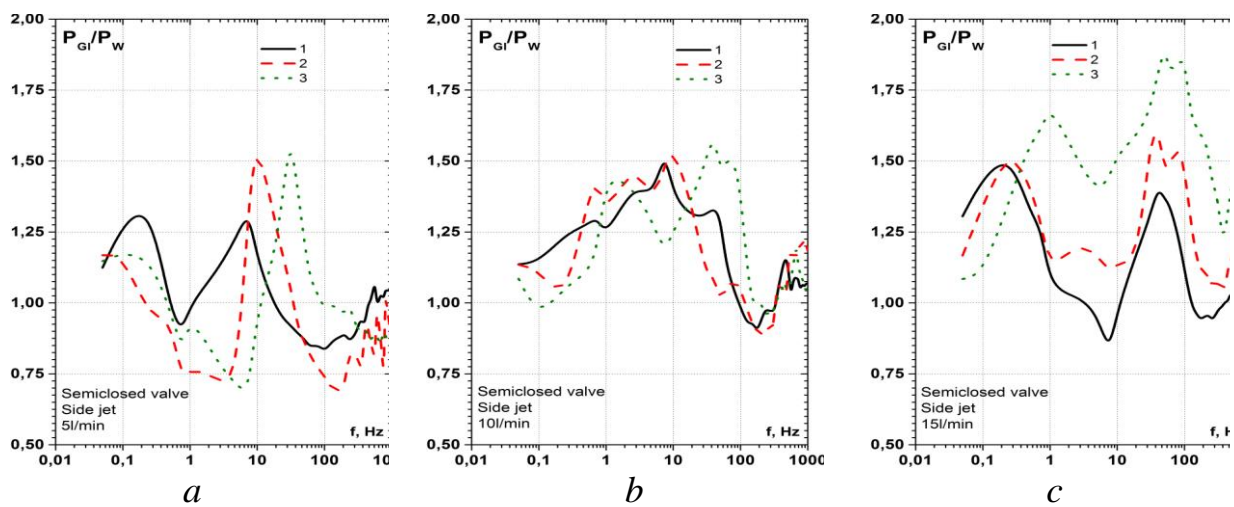 2,00
P_GI/P_W
1
2
3
1,75
1,50
1,25
1,00
0,75
Semiclosed valve
Side jet
5l/min
f, Hz
0,50
0,01 0,1 1 10 100 10
a
2,00
P_GI/P_W
1
2
3
1,75
1,50
1,25
1,00
0,75
Semiclosed valve
Side jet
10l/min
f, Hz
0,50
0,01 0,1 1 10 100 1000
b
2,00
P_GI/P_W
1
2
3
1,75
1,50
1,25
1,00
0,75
Semiclosed valve
Side jet
15l/min
f, Hz
0,50
0,01 0,1 1 10 100
c